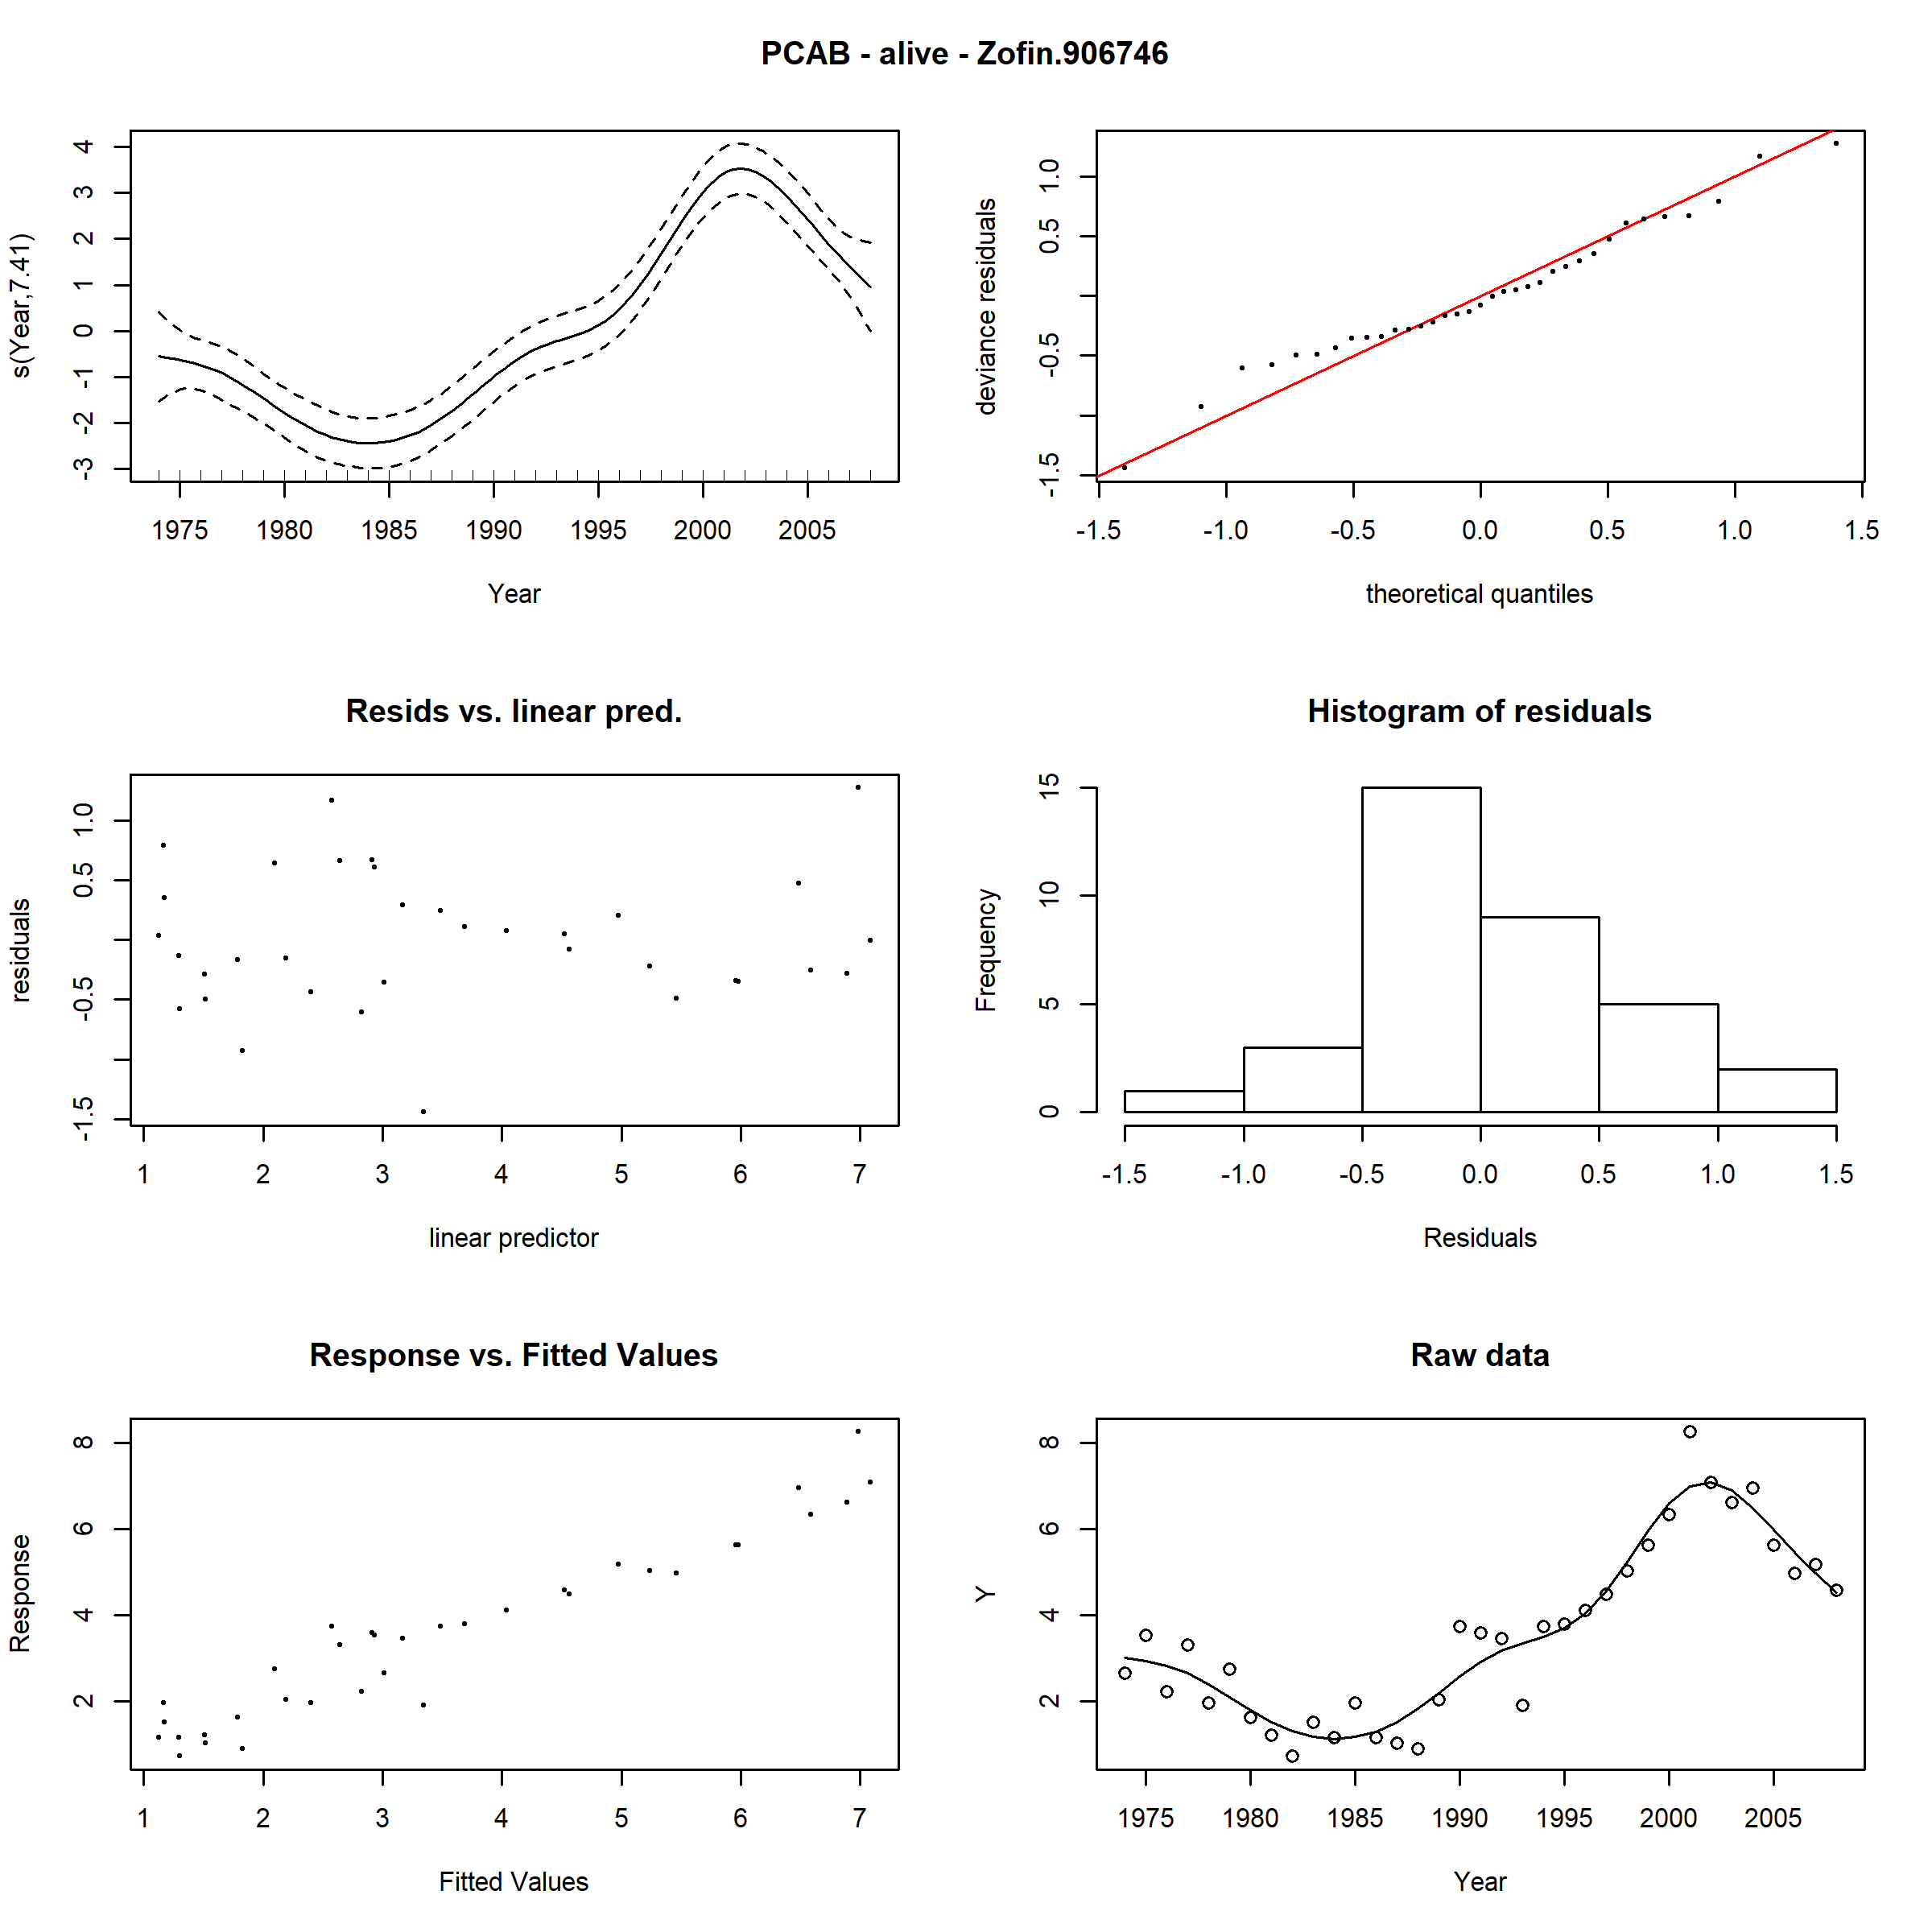 PCAB - alive - Zofin.906746
s(Year,7.41)
4
3
2
1
0
-1
-2
-3
1975 1980 1985 1990 1995 2000 2005
Year
deviance residuals
1.0
0.5
-0.5
-1.5
-1.5 -1.0 -0.5 0.0 0.5 1.0 1.5
theoretical quantiles
Resids vs. linear pred.
residuals
1.0
0.5
-0.5
-1.5
1 2 3 4 5 6 7
linear predictor
Histogram of residuals
Frequency
15
10
5
0
-1.5 -1.0 -0.5 0.0 0.5 1.0 1.5
Residuals
Response vs. Fitted Values
Response
8
6
4
2
1 2 3 4 5 6 7
Fitted Values
Raw data
Y
8
6
4
2
1975 1980 1985 1990 1995 2000 2005
Year